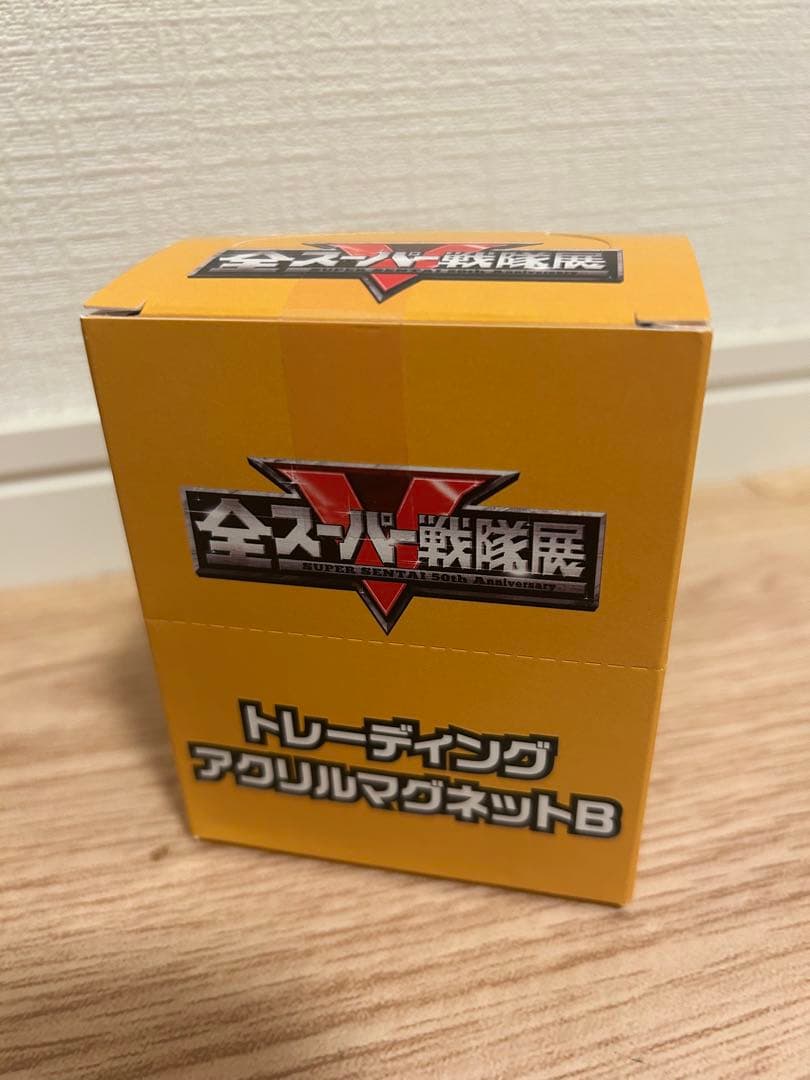 全スーパー戦隊展
全スーパー戦隊展
SUPER SENTAI 50th Anniversary
トレーディング
アクリルマグネットB